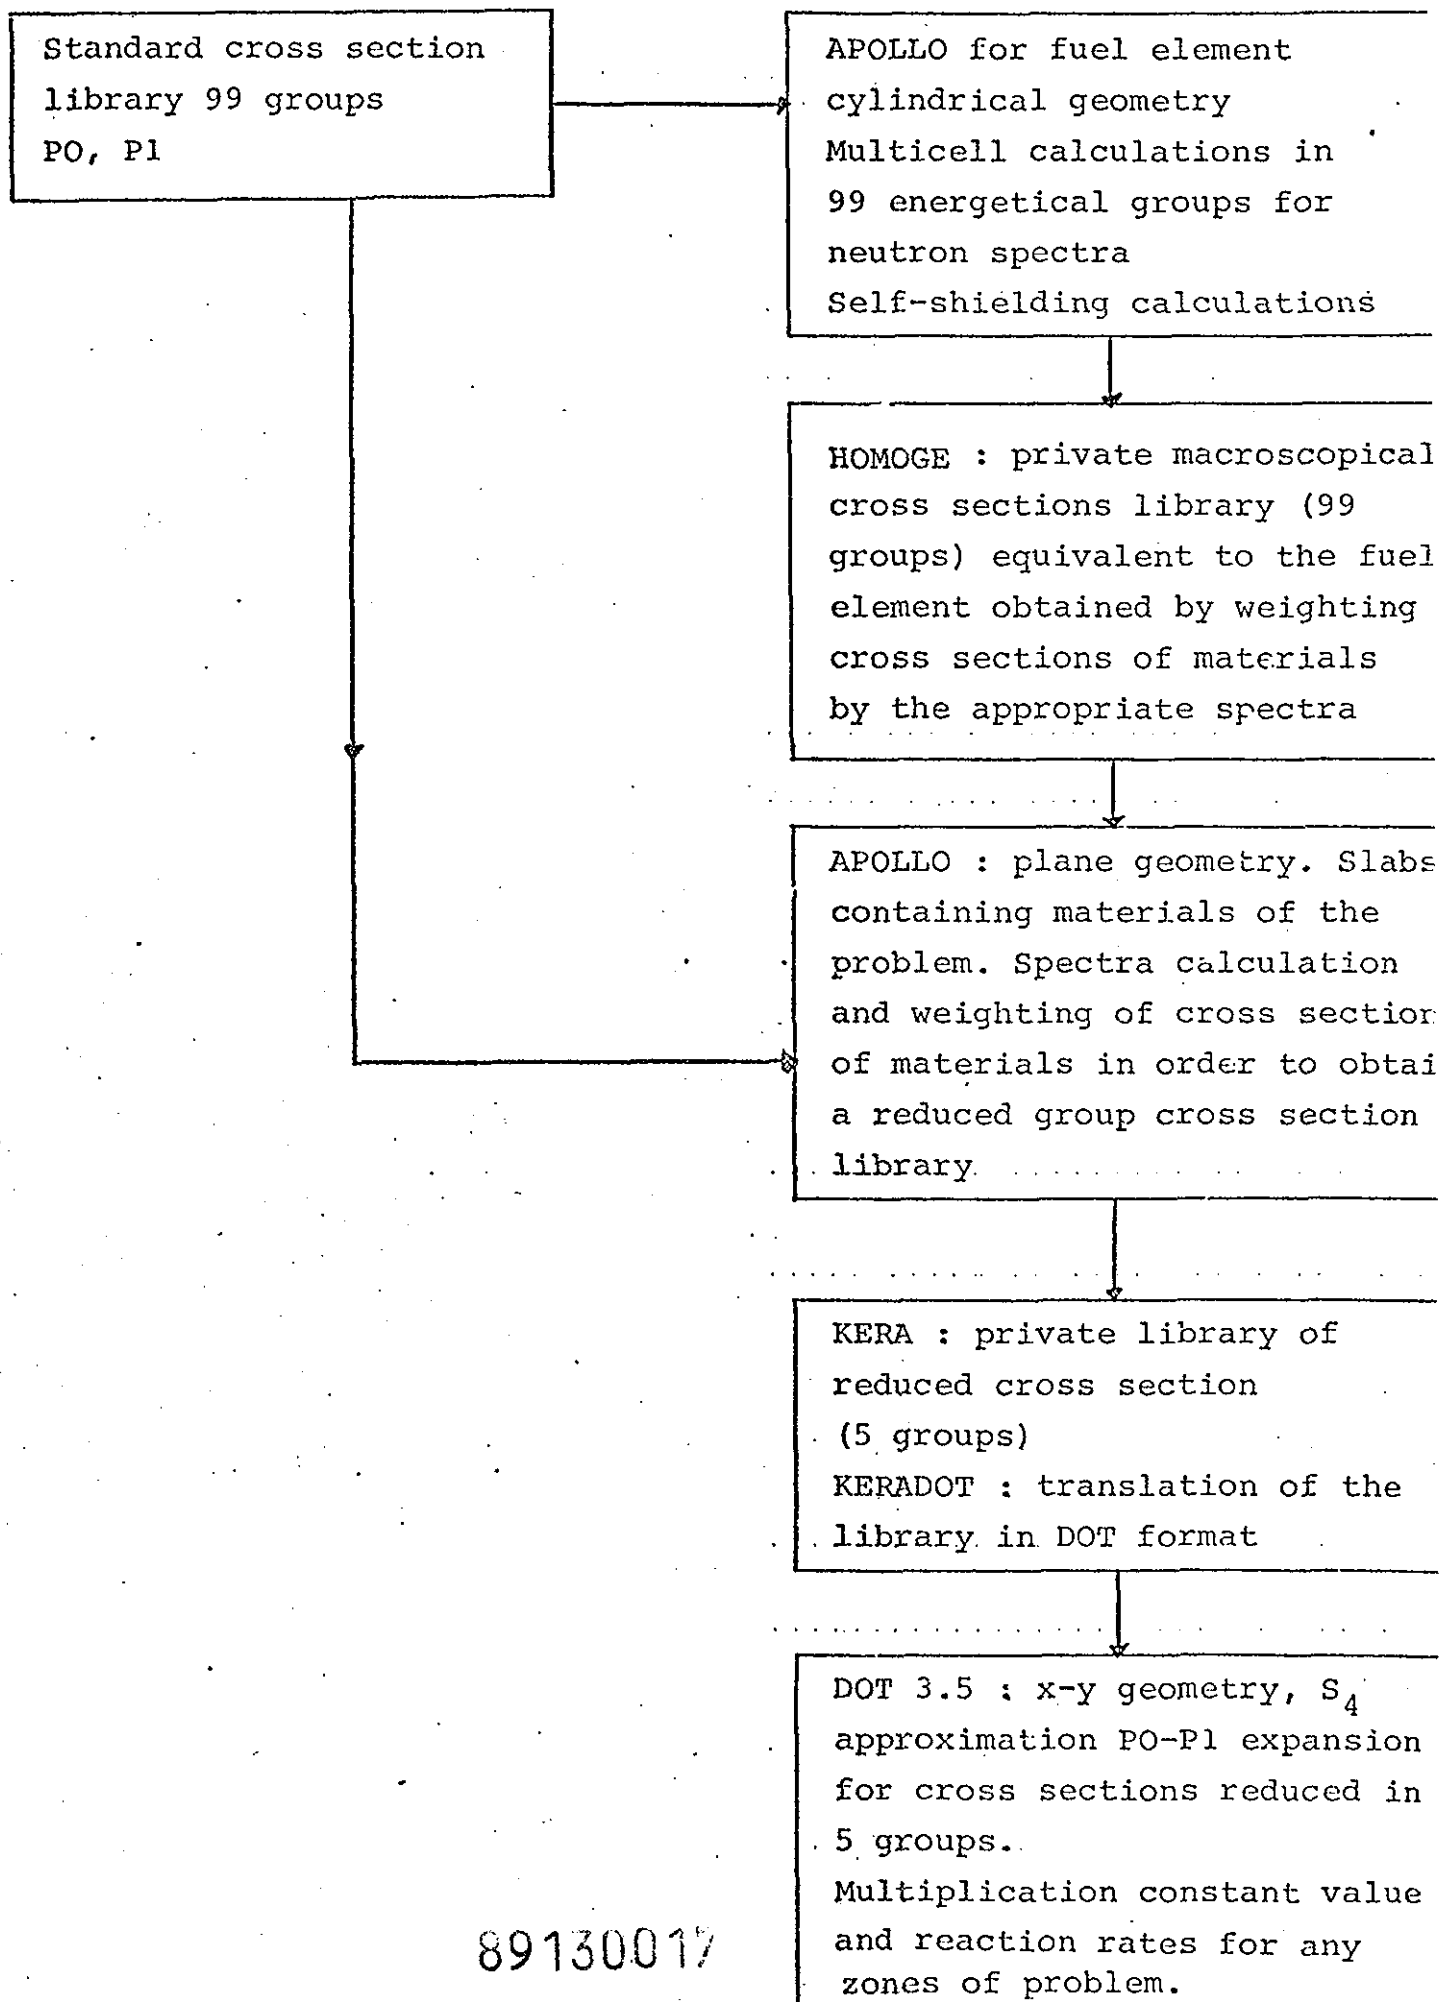 Standard cross section
library 99 groups
PO, P1
APOLLO for fuel element
cylindrical geometry
Multicell calculations in
99 energetical groups for
neutron spectra
Self-shielding calculations
HOMOGE : private macroscopical
cross sections library (99
groups) equivalent to the fuel
element obtained by weighting
cross sections of materials
by the appropriate spectra
APOLLO : plane geometry. Slabs
containing materials of the
problem. Spectra calculation
and weighting of cross section
of materials in order to obtai
a reduced group cross section
library
KERA : private library of
reduced cross section
(5 groups)
KERADOT : translation of the
library in DOT format
DOT 3.5 : x-y geometry, S4
approximation PO-P1 expansion
for cross sections reduced in
5 groups.
Multiplication constant value
and reaction rates for any
zones of problem.
89130017